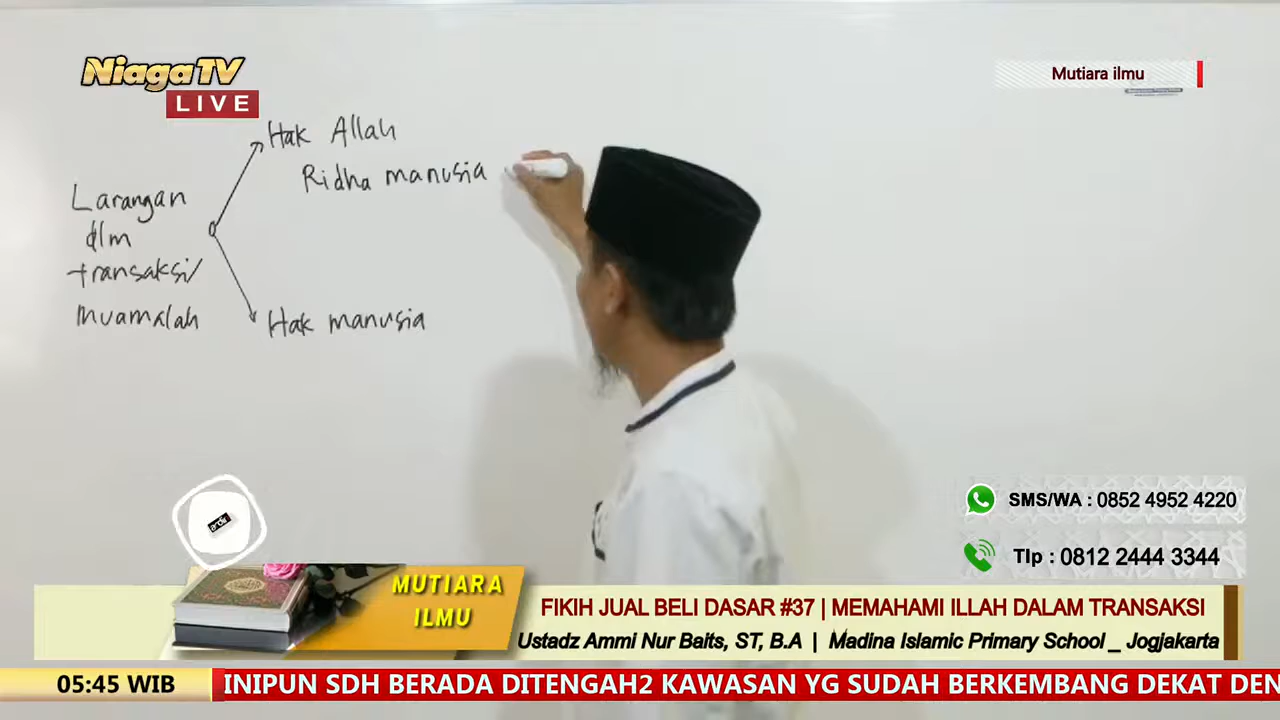 NiagaTV
LIVE
Mutiara ilmu
Hak Allah
Ridha manusia
Larangan
dlm
transaksi/
muamalah
Hak manusia
SMS/WA : 0852 4952 4220
Tlp : 0812 2444 3344
MUTIARA
ILMU
FIKIH JUAL BELI DASAR #37 | MEMAHAMI ILLAH DALAM TRANSAKSI
Ustadz Ammi Nur Baits, ST, B.A | Madina Islamic Primary School _ Jogjakarta
05:45 WIB
INIPUN SDH BERADA DITENGAH2 KAWASAN YG SUDAH BERKEMBANG DEKAT DEN